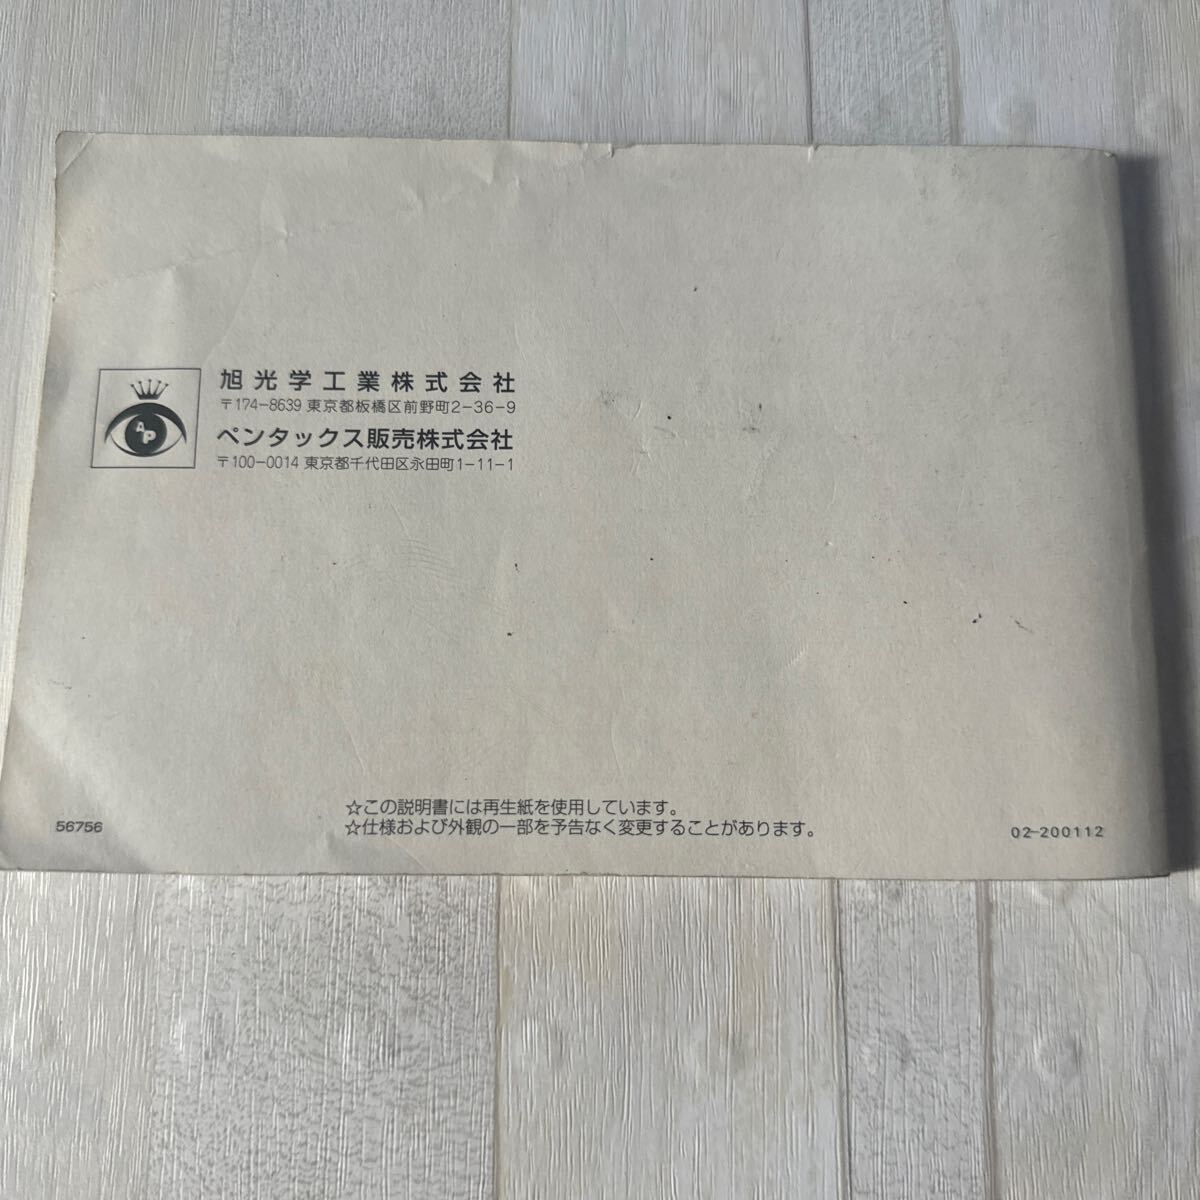 AP
旭光学工業株式会社
〒174-8639 東京都板橋区前野町2-36-9
ペンタックス販売株式会社
〒100-0014 東京都千代田区永田町1-11-1
☆この説明書には再生紙を使用しています。
☆仕様および外観の一部を予告なく変更することがあります。
56756
02-200112